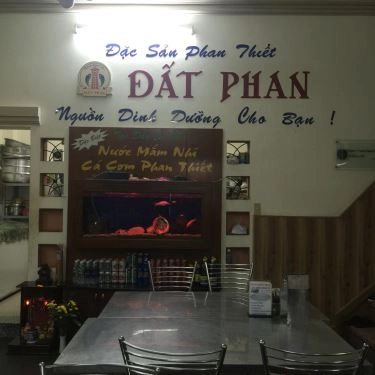 Đặc Sản Phan Thiết
ĐẤT PHAN
Nguồn Dinh Dưỡng Cho Bạn !
Nước Mắm Nhĩ
Cá Cơm Phan Thiết